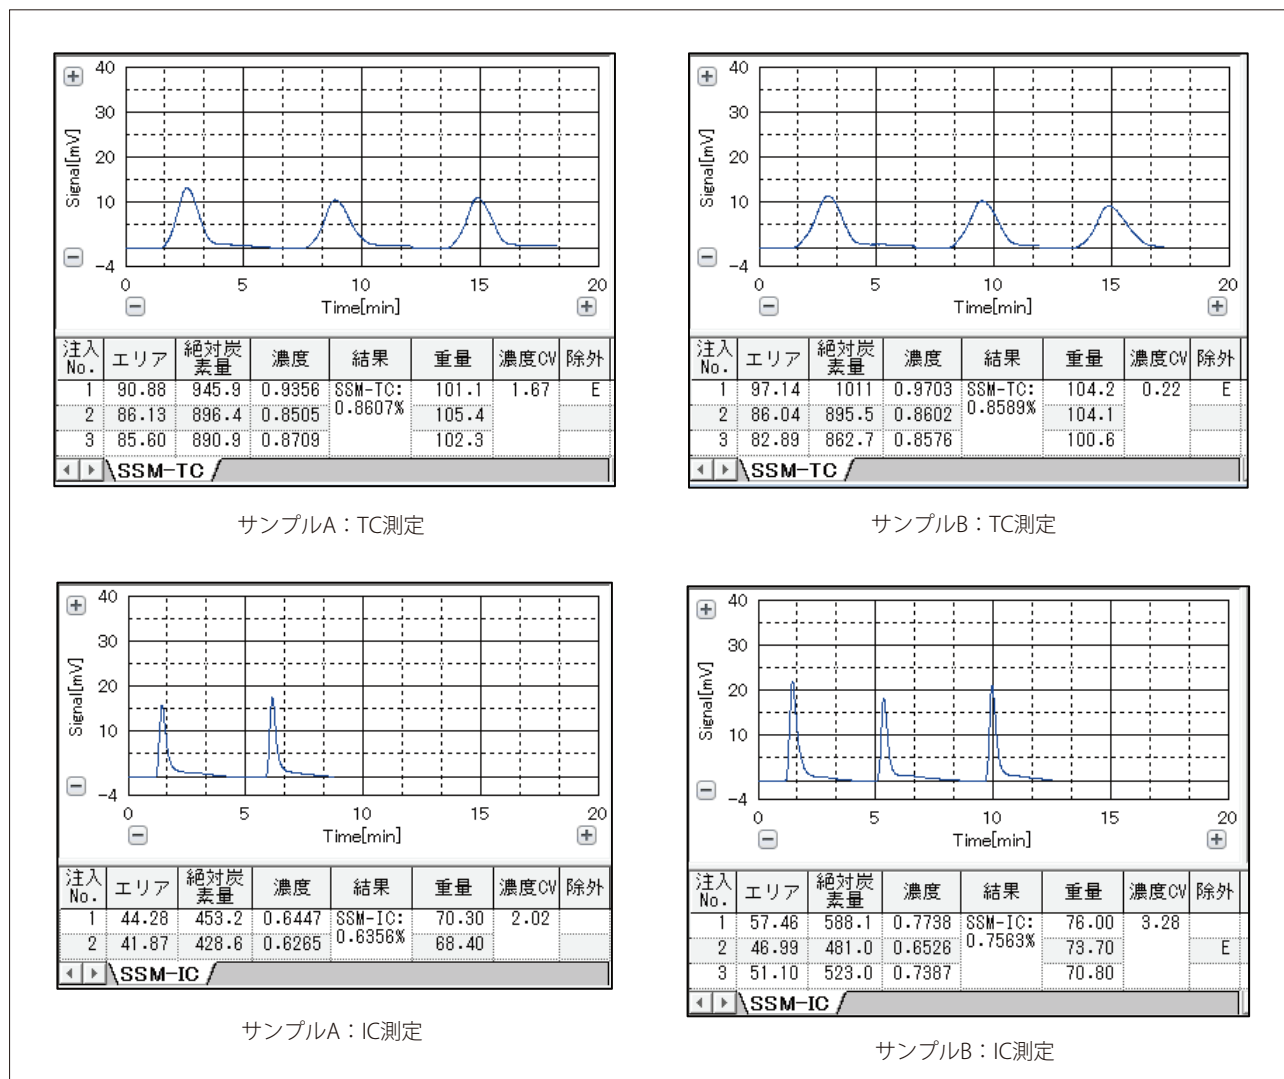 40
30
20
10
-4
Signal[mV]
0 5 10 15 20
Time[min]
注入No. エリア 絶対炭素量 濃度 結果 重量 濃度CV 除外
1 90.88 945.9 0.9356 SSM-TC: 101.1 1.67 E
2 86.13 896.4 0.8505 0.8607% 105.4
3 85.60 890.9 0.8709 102.3
SSM-TC
サンプルA：TC測定
40
30
20
10
-4
Signal[mV]
0 5 10 15 20
Time[min]
注入No. エリア 絶対炭素量 濃度 結果 重量 濃度CV 除外
1 97.14 1011 0.9703 SSM-TC: 104.2 0.22 E
2 86.04 895.5 0.8602 0.8589% 104.1
3 82.89 862.7 0.8576 100.6
SSM-TC
サンプルB：TC測定
40
30
20
10
-4
Signal[mV]
0 5 10 15 20
Time[min]
注入No. エリア 絶対炭素量 濃度 結果 重量 濃度CV 除外
1 44.28 453.2 0.6447 SSM-IC: 70.30 2.02
2 41.87 428.6 0.6265 0.6356% 68.40
SSM-IC
サンプルA：IC測定
40
30
20
10
-4
Signal[mV]
0 5 10 15 20
Time[min]
注入No. エリア 絶対炭素量 濃度 結果 重量 濃度CV 除外
1 57.46 588.1 0.7738 SSM-IC: 76.00 3.28
2 46.99 481.0 0.6526 0.7563% 73.70 E
3 51.10 523.0 0.7387 70.80
SSM-IC
サンプルB：IC測定